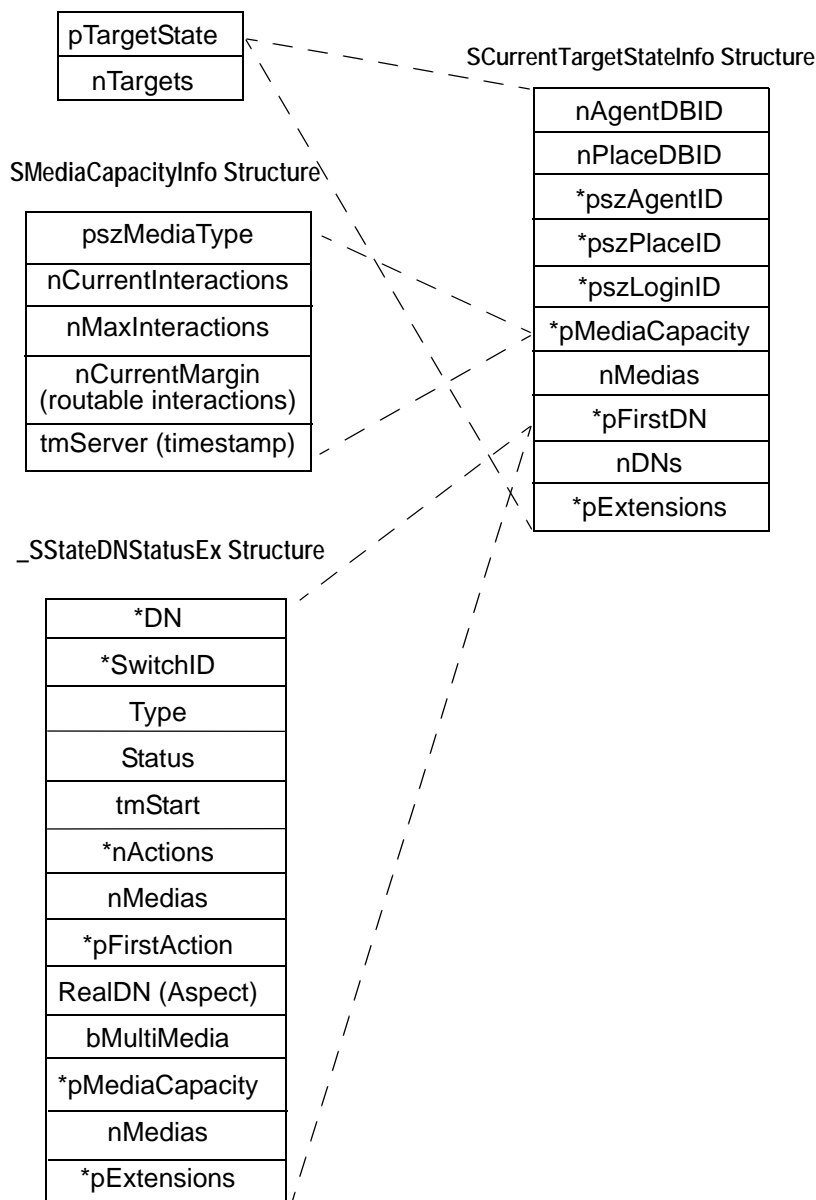 pTargetState
nTargets
SCurrentTargetStateInfo Structure
nAgentDBID
nPlaceDBID
*pszAgentID
*pszPlaceID
*pszLoginID
*pMediaCapacity
nMedias
*pFirstDN
nDNs
*pExtensions
SMediaCapacityInfo Structure
pszMediaType
nCurrentInteractions
nMaxInteractions
nCurrentMargin
(routable interactions)
tmServer (timestamp)
_SStateDNStatusEx Structure
*DN
*SwitchID
Type
Status
tmStart
*nActions
nMedias
*pFirstAction
RealDN (Aspect)
bMultiMedia
*pMediaCapacity
nMedias
*pExtensions